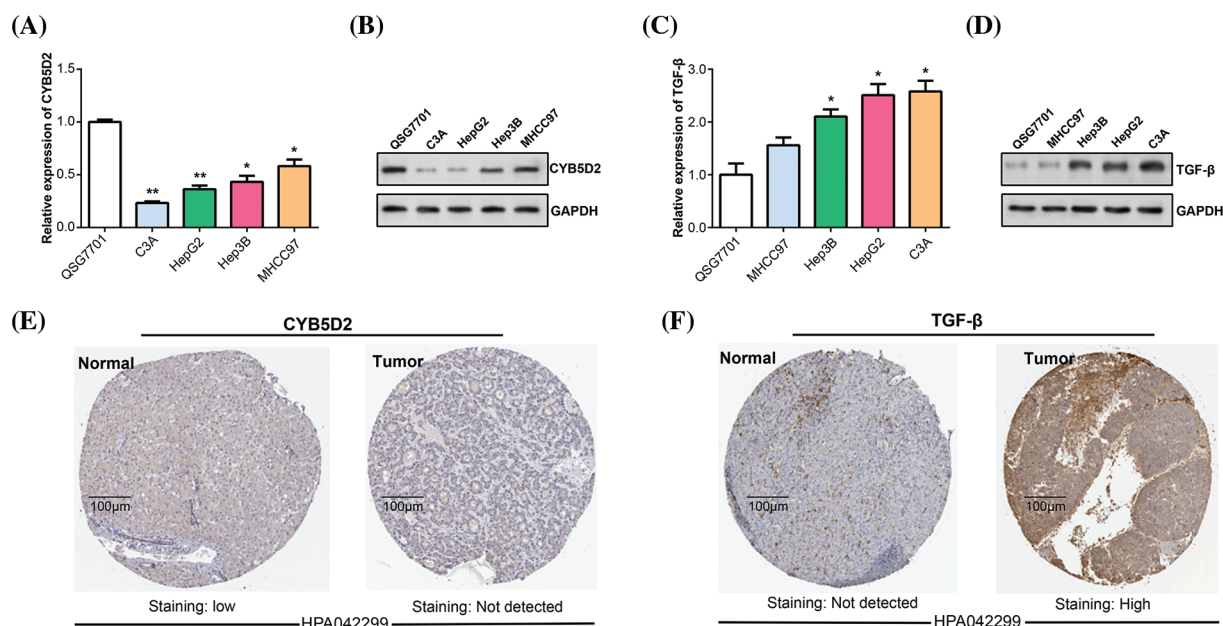 (A)
Relative expression of CYB5D2
1.5
1.0
0.5
0.0
**
**
*
*
QSG7701
C3A
HepG2
Hep3B
MHCC97
(B)
QSG7701
C3A
HepG2
Hep3B
MHCC97
CYB5D2
GAPDH
(C)
Relative expression of TGF-β
3.0
2.0
1.0
0.0
*
*
*
QSG7701
MHCC97
Hep3B
HepG2
C3A
(D)
QSG7701
MHCC97
Hep3B
HepG2
C3A
TGF-β
GAPDH
(E)
CYB5D2
Normal
Tumor
100μm
100μm
Staining: low
Staining: Not detected
HPA042299
(F)
TGF-β
Normal
Tumor
100μm
100μm
Staining: Not detected
Staining: High
HPA042299